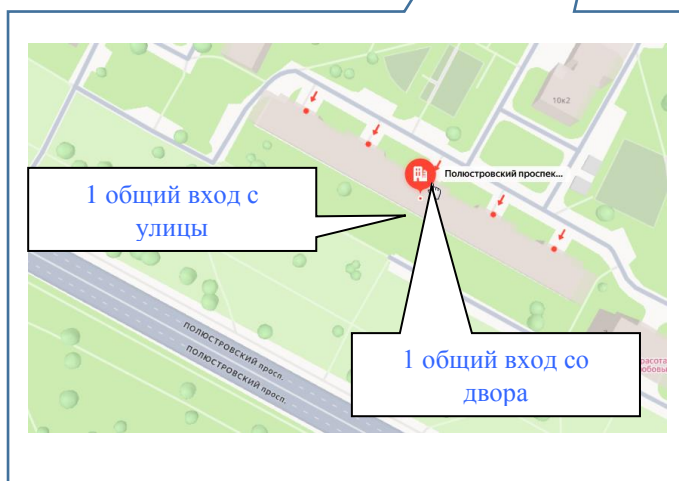 10к2
Полюстровский проспек...
1 общий вход с
улицы
ПОЛЮСТРОВСКИЙ просп.
ПОЛЮСТРОВСКИЙ просп.
1 общий вход со
двора